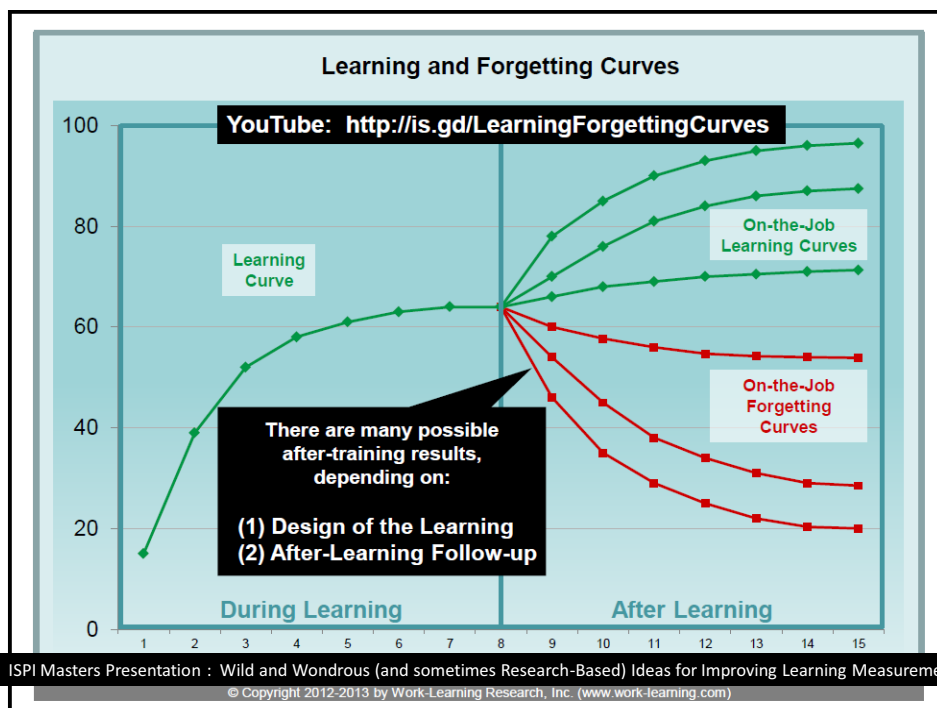 Learning and Forgetting Curves
YouTube: http://is.gd/LearningForgettingCurves
100
80
60
40
20
0
Learning
Curve
On-the-Job
Learning Curves
On-the-Job
Forgetting
Curves
There are many possible
after-training results,
depending on:
(1) Design of the Learning
(2) After-Learning Follow-up
During Learning
After Learning
1 2 3 4 5 6 7 8 9 10 11 12 13 14 15
ISPI Masters Presentation : Wild and Wondrous (and sometimes Research-Based) Ideas for Improving Learning Measureme
© Copyright 2012-2013 by Work-Learning Research, Inc. (www.work-learning.com)